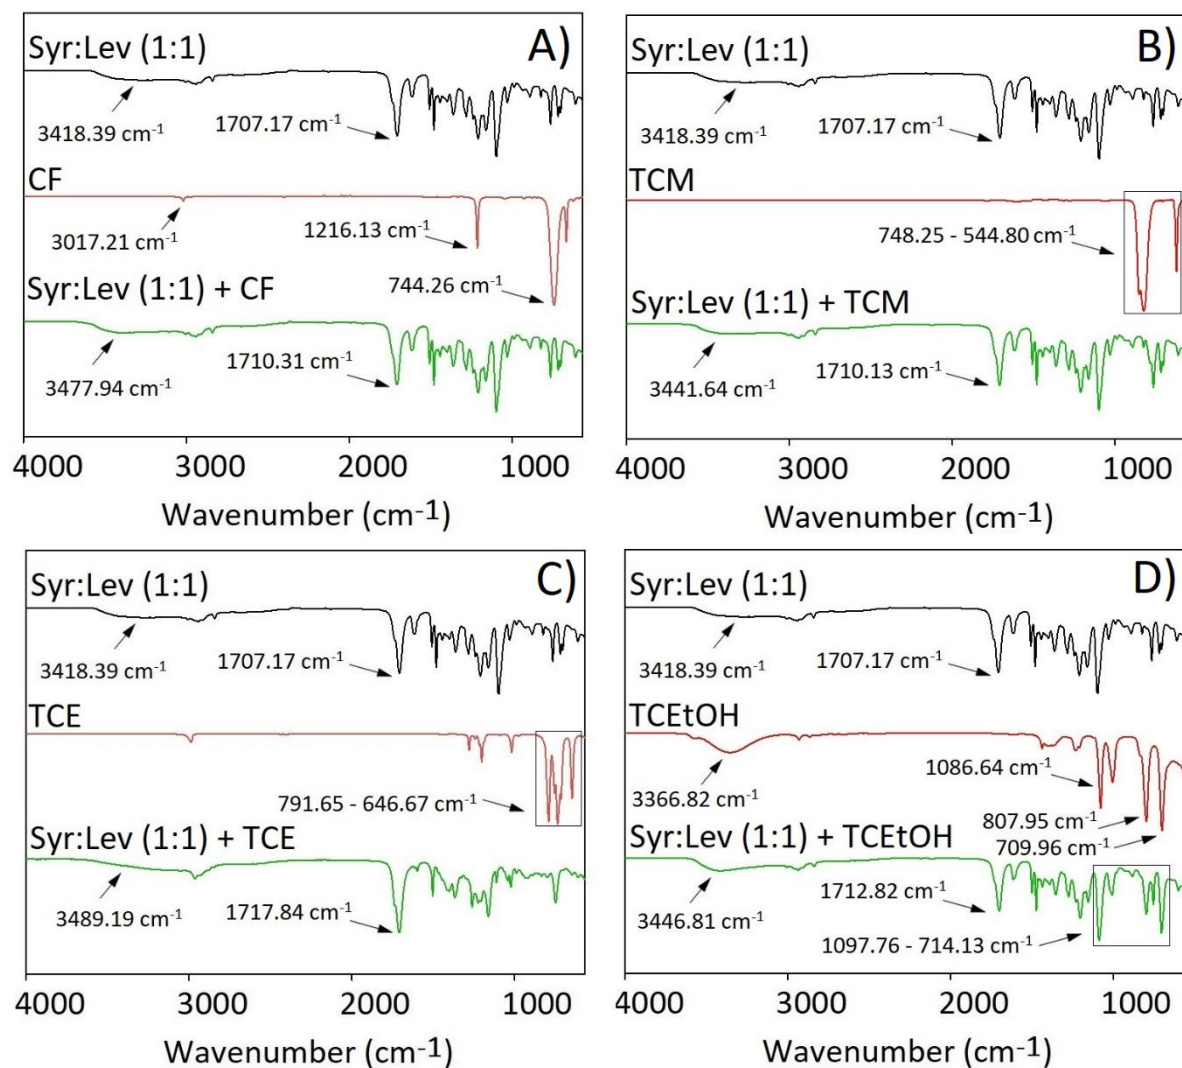 A)
Syr:Lev (1:1)
3418.39 cm⁻¹
1707.17 cm⁻¹
CF
3017.21 cm⁻¹
1216.13 cm⁻¹
744.26 cm⁻¹
Syr:Lev (1:1) + CF
3477.94 cm⁻¹
1710.31 cm⁻¹
4000 3000 2000 1000
Wavenumber (cm⁻¹)
B)
Syr:Lev (1:1)
3418.39 cm⁻¹
1707.17 cm⁻¹
TCM
748.25 - 544.80 cm⁻¹
Syr:Lev (1:1) + TCM
3441.64 cm⁻¹
1710.13 cm⁻¹
4000 3000 2000 1000
Wavenumber (cm⁻¹)
C)
Syr:Lev (1:1)
3418.39 cm⁻¹
1707.17 cm⁻¹
TCE
791.65 - 646.67 cm⁻¹
Syr:Lev (1:1) + TCE
3489.19 cm⁻¹
1717.84 cm⁻¹
4000 3000 2000 1000
Wavenumber (cm⁻¹)
D)
Syr:Lev (1:1)
3418.39 cm⁻¹
1707.17 cm⁻¹
TCEtOH
3366.82 cm⁻¹
1086.64 cm⁻¹
807.95 cm⁻¹
709.96 cm⁻¹
Syr:Lev (1:1) + TCEtOH
3446.81 cm⁻¹
1712.82 cm⁻¹
1097.76 - 714.13 cm⁻¹
4000 3000 2000 1000
Wavenumber (cm⁻¹)